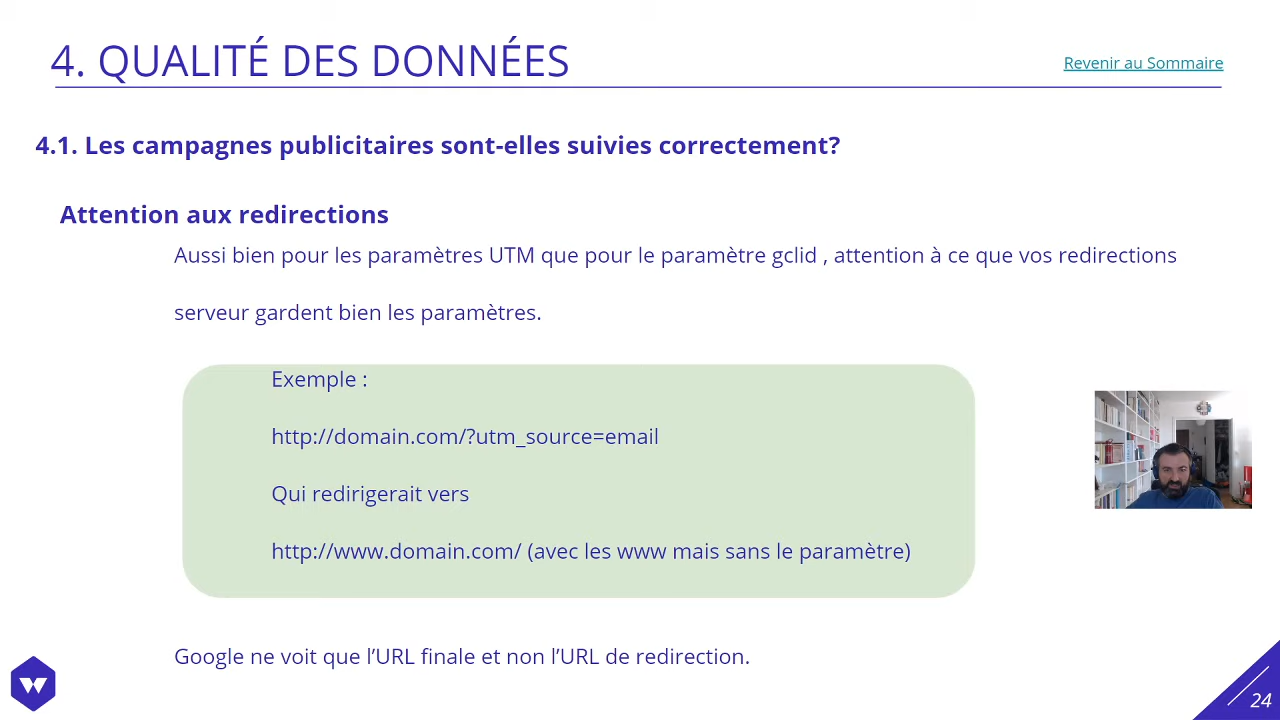 4. QUALITÉ DES DONNÉES
Revenir au Sommaire
4.1. Les campagnes publicitaires sont-elles suivies correctement?
Attention aux redirections
Aussi bien pour les paramètres UTM que pour le paramètre gclid , attention à ce que vos redirections
serveur gardent bien les paramètres.
Exemple :
http://domain.com/?utm_source=email
Qui redirigerait vers
http://www.domain.com/ (avec les www mais sans le paramètre)
Google ne voit que l’URL finale et non l’URL de redirection.
24